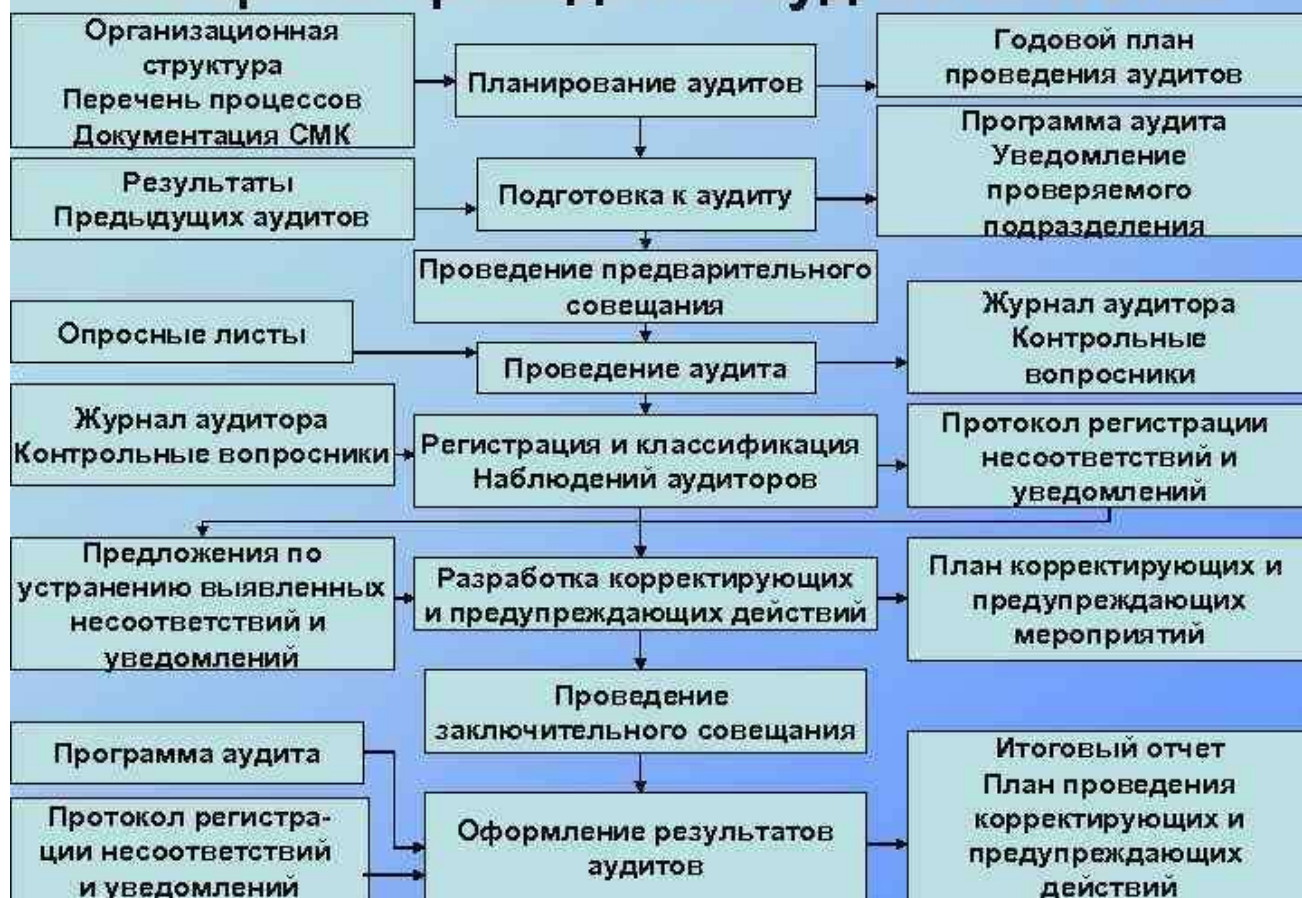 Организационная
структура
Перечень процессов
Документация СМК
Планирование аудитов
Годовой план
проведения аудитов
Результаты
Предыдущих аудитов
Подготовка к аудиту
Программа аудита
Уведомление
проверяемого
подразделения
Проведение предварительного
совещания
Опросные листы
Проведение аудита
Журнал аудитора
Контрольные
вопросники
Журнал аудитора
Контрольные вопросники
Регистрация и классификация
Наблюдений аудиторов
Протокол регистрации
несоответствий и
уведомлений
Предложения по
устранению выявленных
несоответствий и
уведомлений
Разработка корректирующих
и предупреждающих действий
План корректирующих и
предупреждающих
мероприятий
Проведение
заключительного совещания
Программа аудита
Протокол регистра-
ции несоответствий
и уведомлений
Оформление результатов
аудитов
Итоговый отчет
План проведения
корректирующих и
предупреждающих
действий